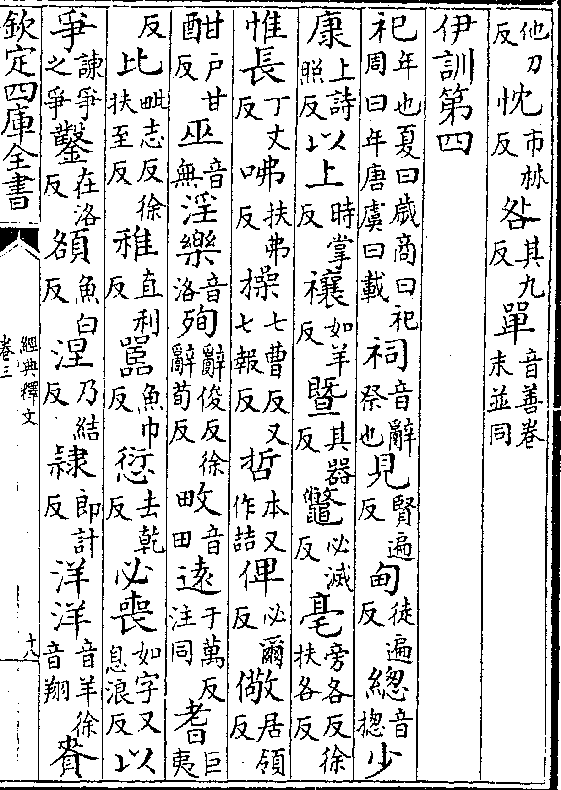 他刀反忱市林反咎其九反單音善卷末並同
伊訓第四
祀年也夏曰歲商曰祀周曰年唐虞曰載祠音辭祭也見賢遍反甸徒遍反緫音摠少
康上詩照反以上時掌反禳如羊反曁其器反鼈必滅反亳旁各反徐扶各反
惟長丁丈反咈扶弗反操七曹反又七報反哲本又作詰俾必爾反儆居領反
酣户甘反巫音無淫樂音洛殉辭俊反徐辭荀反畋音田遠于萬反注同耆巨夷
反比毗志反徐扶至反稚直利反嚚魚巾反愆去乾反必喪如字又息浪反以
爭諫爭之爭鑿在洛反頟魚白反湼乃結反隸郎計反洋洋音羊徐音翔賚
欽定四庫全書
經典釋文
卷三
十八